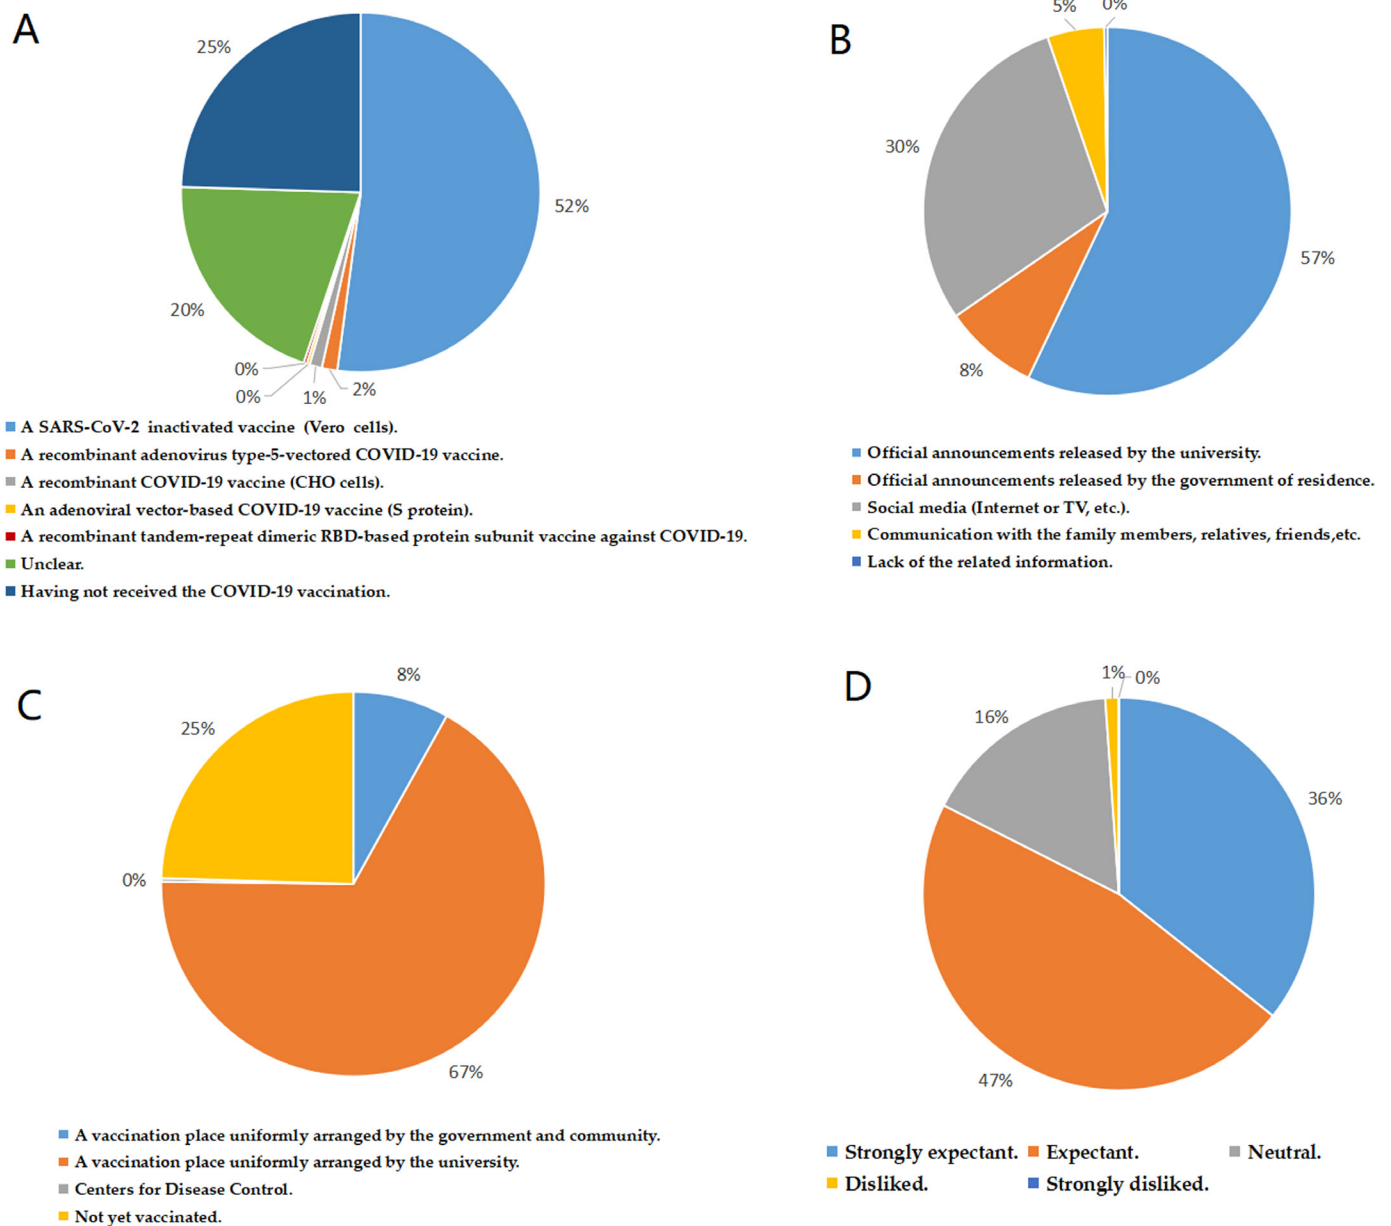 A
25%
52%
20%
0%
0%
1%
2%
A SARS-CoV-2 inactivated vaccine (Vero cells).
A recombinant adenovirus type-5-vectored COVID-19 vaccine.
A recombinant COVID-19 vaccine (CHO cells).
An adenoviral vector-based COVID-19 vaccine (S protein).
A recombinant tandem-repeat dimeric RBD-based protein subunit vaccine against COVID-19.
Unclear.
Having not received the COVID-19 vaccination.
B
5%
0%
30%
57%
8%
Official announcements released by the university.
Official announcements released by the government of residence.
Social media (Internet or TV, etc.).
Communication with the family members, relatives, friends,etc.
Lack of the related information.
C
8%
25%
0%
67%
A vaccination place uniformly arranged by the government and community.
A vaccination place uniformly arranged by the university.
Centers for Disease Control.
Not yet vaccinated.
D
1%
0%
16%
36%
47%
Strongly expectant. Expectant. Neutral.
Disliked. Strongly disliked.